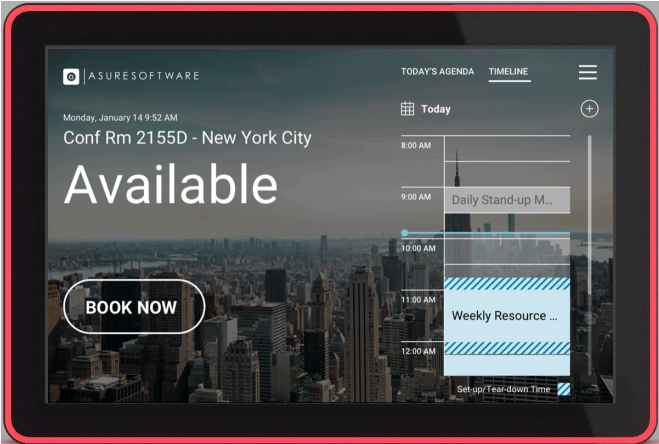 ASURESOFTWARE
TODAY'S AGENDA TIMELINE
Today
Monday, January 14 9:52 AM
Conf Rm 2155D - New York City
Available
BOOK NOW
8:00 AM
9:00 AM
Daily Stand-up M...
10:00 AM
11:00 AM
Weekly Resource ...
12:00 AM
Set-up/Tear-down Time